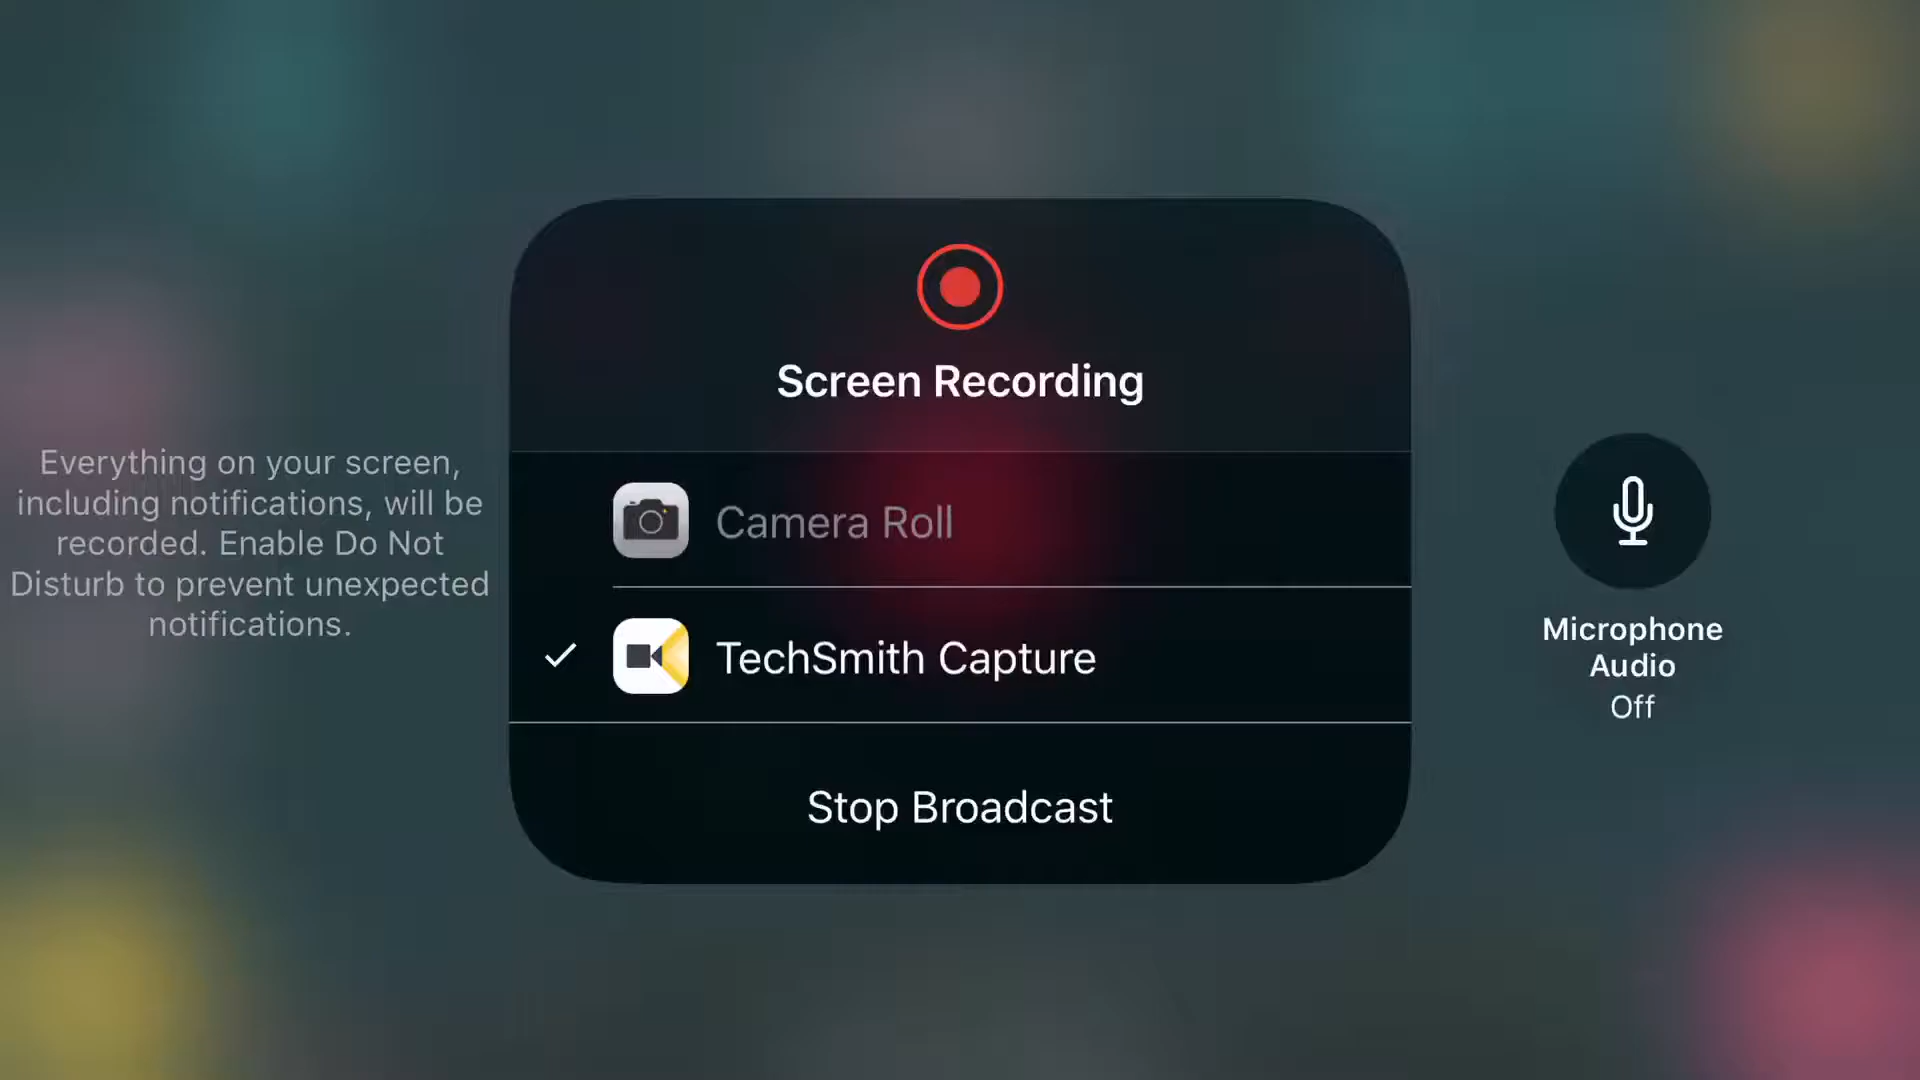 Screen Recording
Everything on your screen,
including notifications, will be
recorded. Enable Do Not
Disturb to prevent unexpected
notifications.
Camera Roll
TechSmith Capture
Stop Broadcast
Microphone
Audio
Off